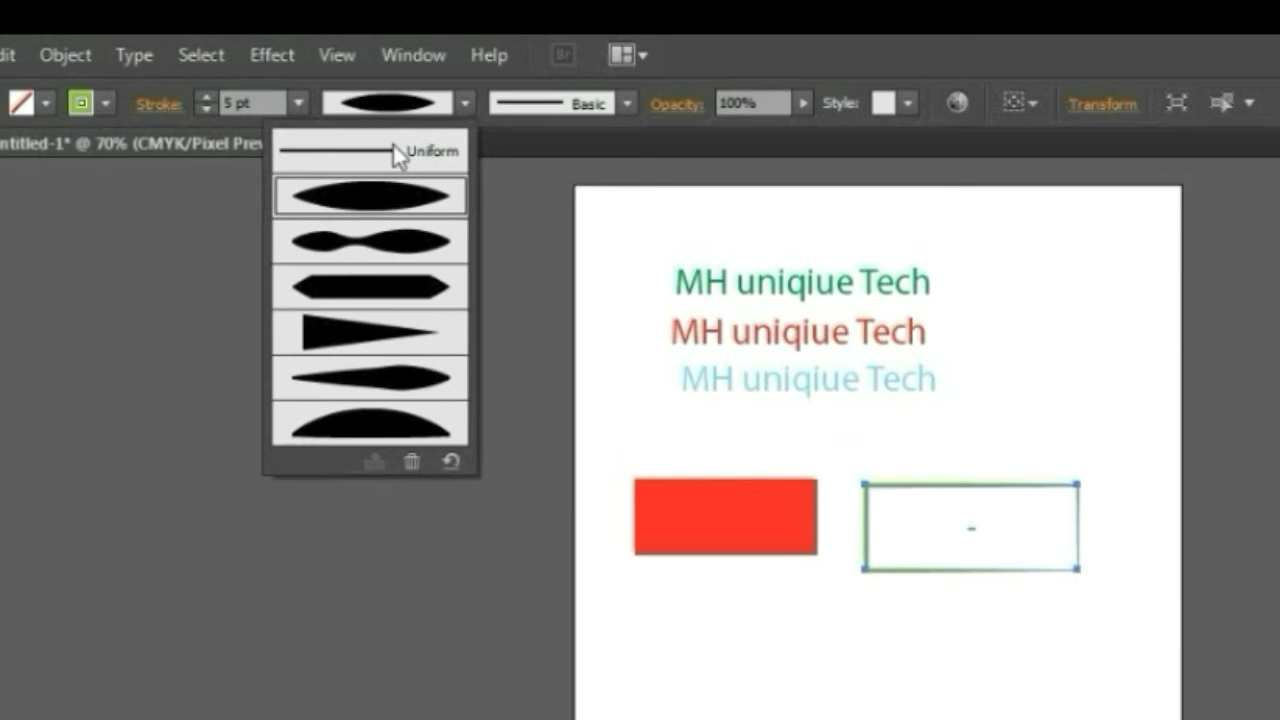 dit Object Type Select Effect View Window Help Br
Stroke: 5 pt Basic Opacity: 100% Style: Transform
ntitled-1* @ 70% (CMYK/Pixel Prev
Uniform
MH uniqiue Tech
MH uniqiue Tech
MH uniqiue Tech